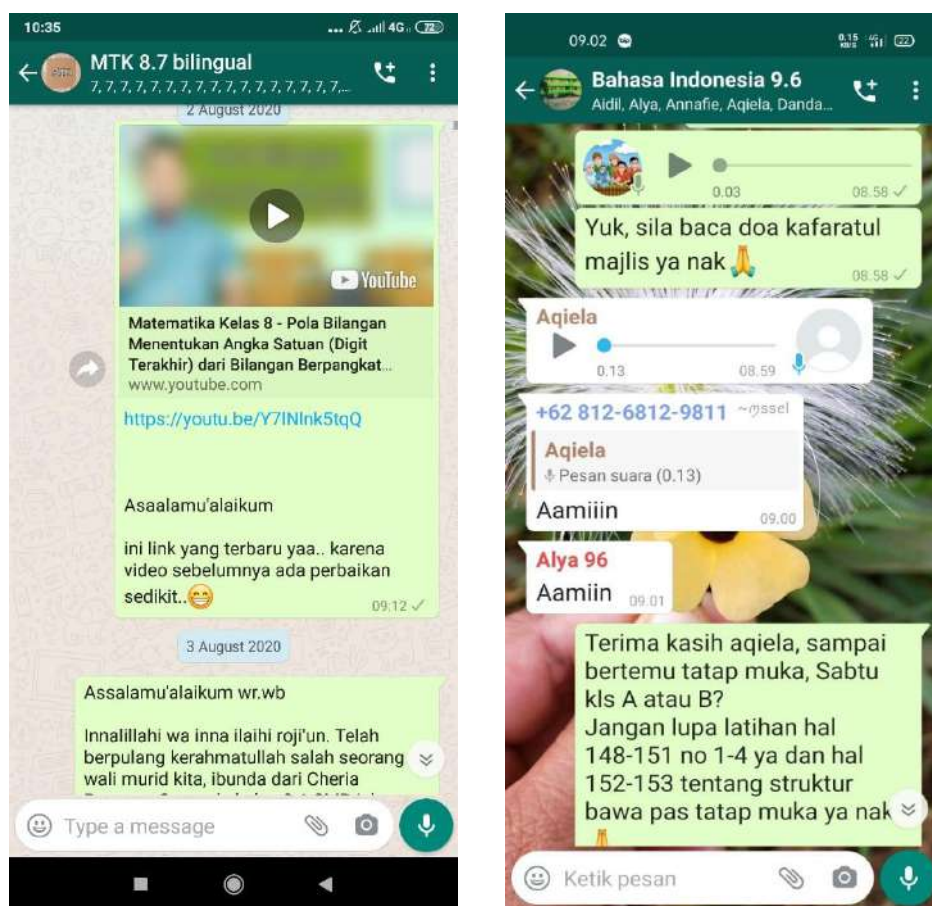 10:35
4G
72
MTK 8.7 bilingual
7, 7, 7, 7, 7, 7, 7, 7, 7, 7, 7, 7, 7, 7, 7, 7, 7,...
2 August 2020
YouTube
Matematika Kelas 8 - Pola Bilangan
Menentukan Angka Satuan (Digit
Terakhir) dari Bilangan Berpangkat...
www.youtube.com
https://youtu.be/Y7INInk5tqQ
Asaalamu'alaikum
ini link yang terbaru yaa.. karena
video sebelumnya ada perbaikan
sedikit..😁
09:12
3 August 2020
Assalamu'alaikum wr.wb
Innalillahi wa inna ilaihi roji'un. Telah
berpulang kerahmatullah salah seorang
wali murid kita, ibunda dari Cheria
Type a message
09.02
0.15 KB/S 4G 22
Bahasa Indonesia 9.6
Aidil, Alya, Annafie, Aqiela, Danda...
0.03
08.58
Yuk, sila baca doa kafaratul
majlis ya nak🙏
08.58
Aqiela
0.13
08.59
+62 812-6812-9811
Aqiela
Pesan suara (0.13)
Aamiiin
09.00
Alya 96
Aamiin
09.01
Terima kasih aqiela, sampai
bertemu tatap muka, Sabtu
kls A atau B?
Jangan lupa latihan hal
148-151 no 1-4 ya dan hal
152-153 tentang struktur
bawa pas tatap muka ya nak
🙏
Ketik pesan